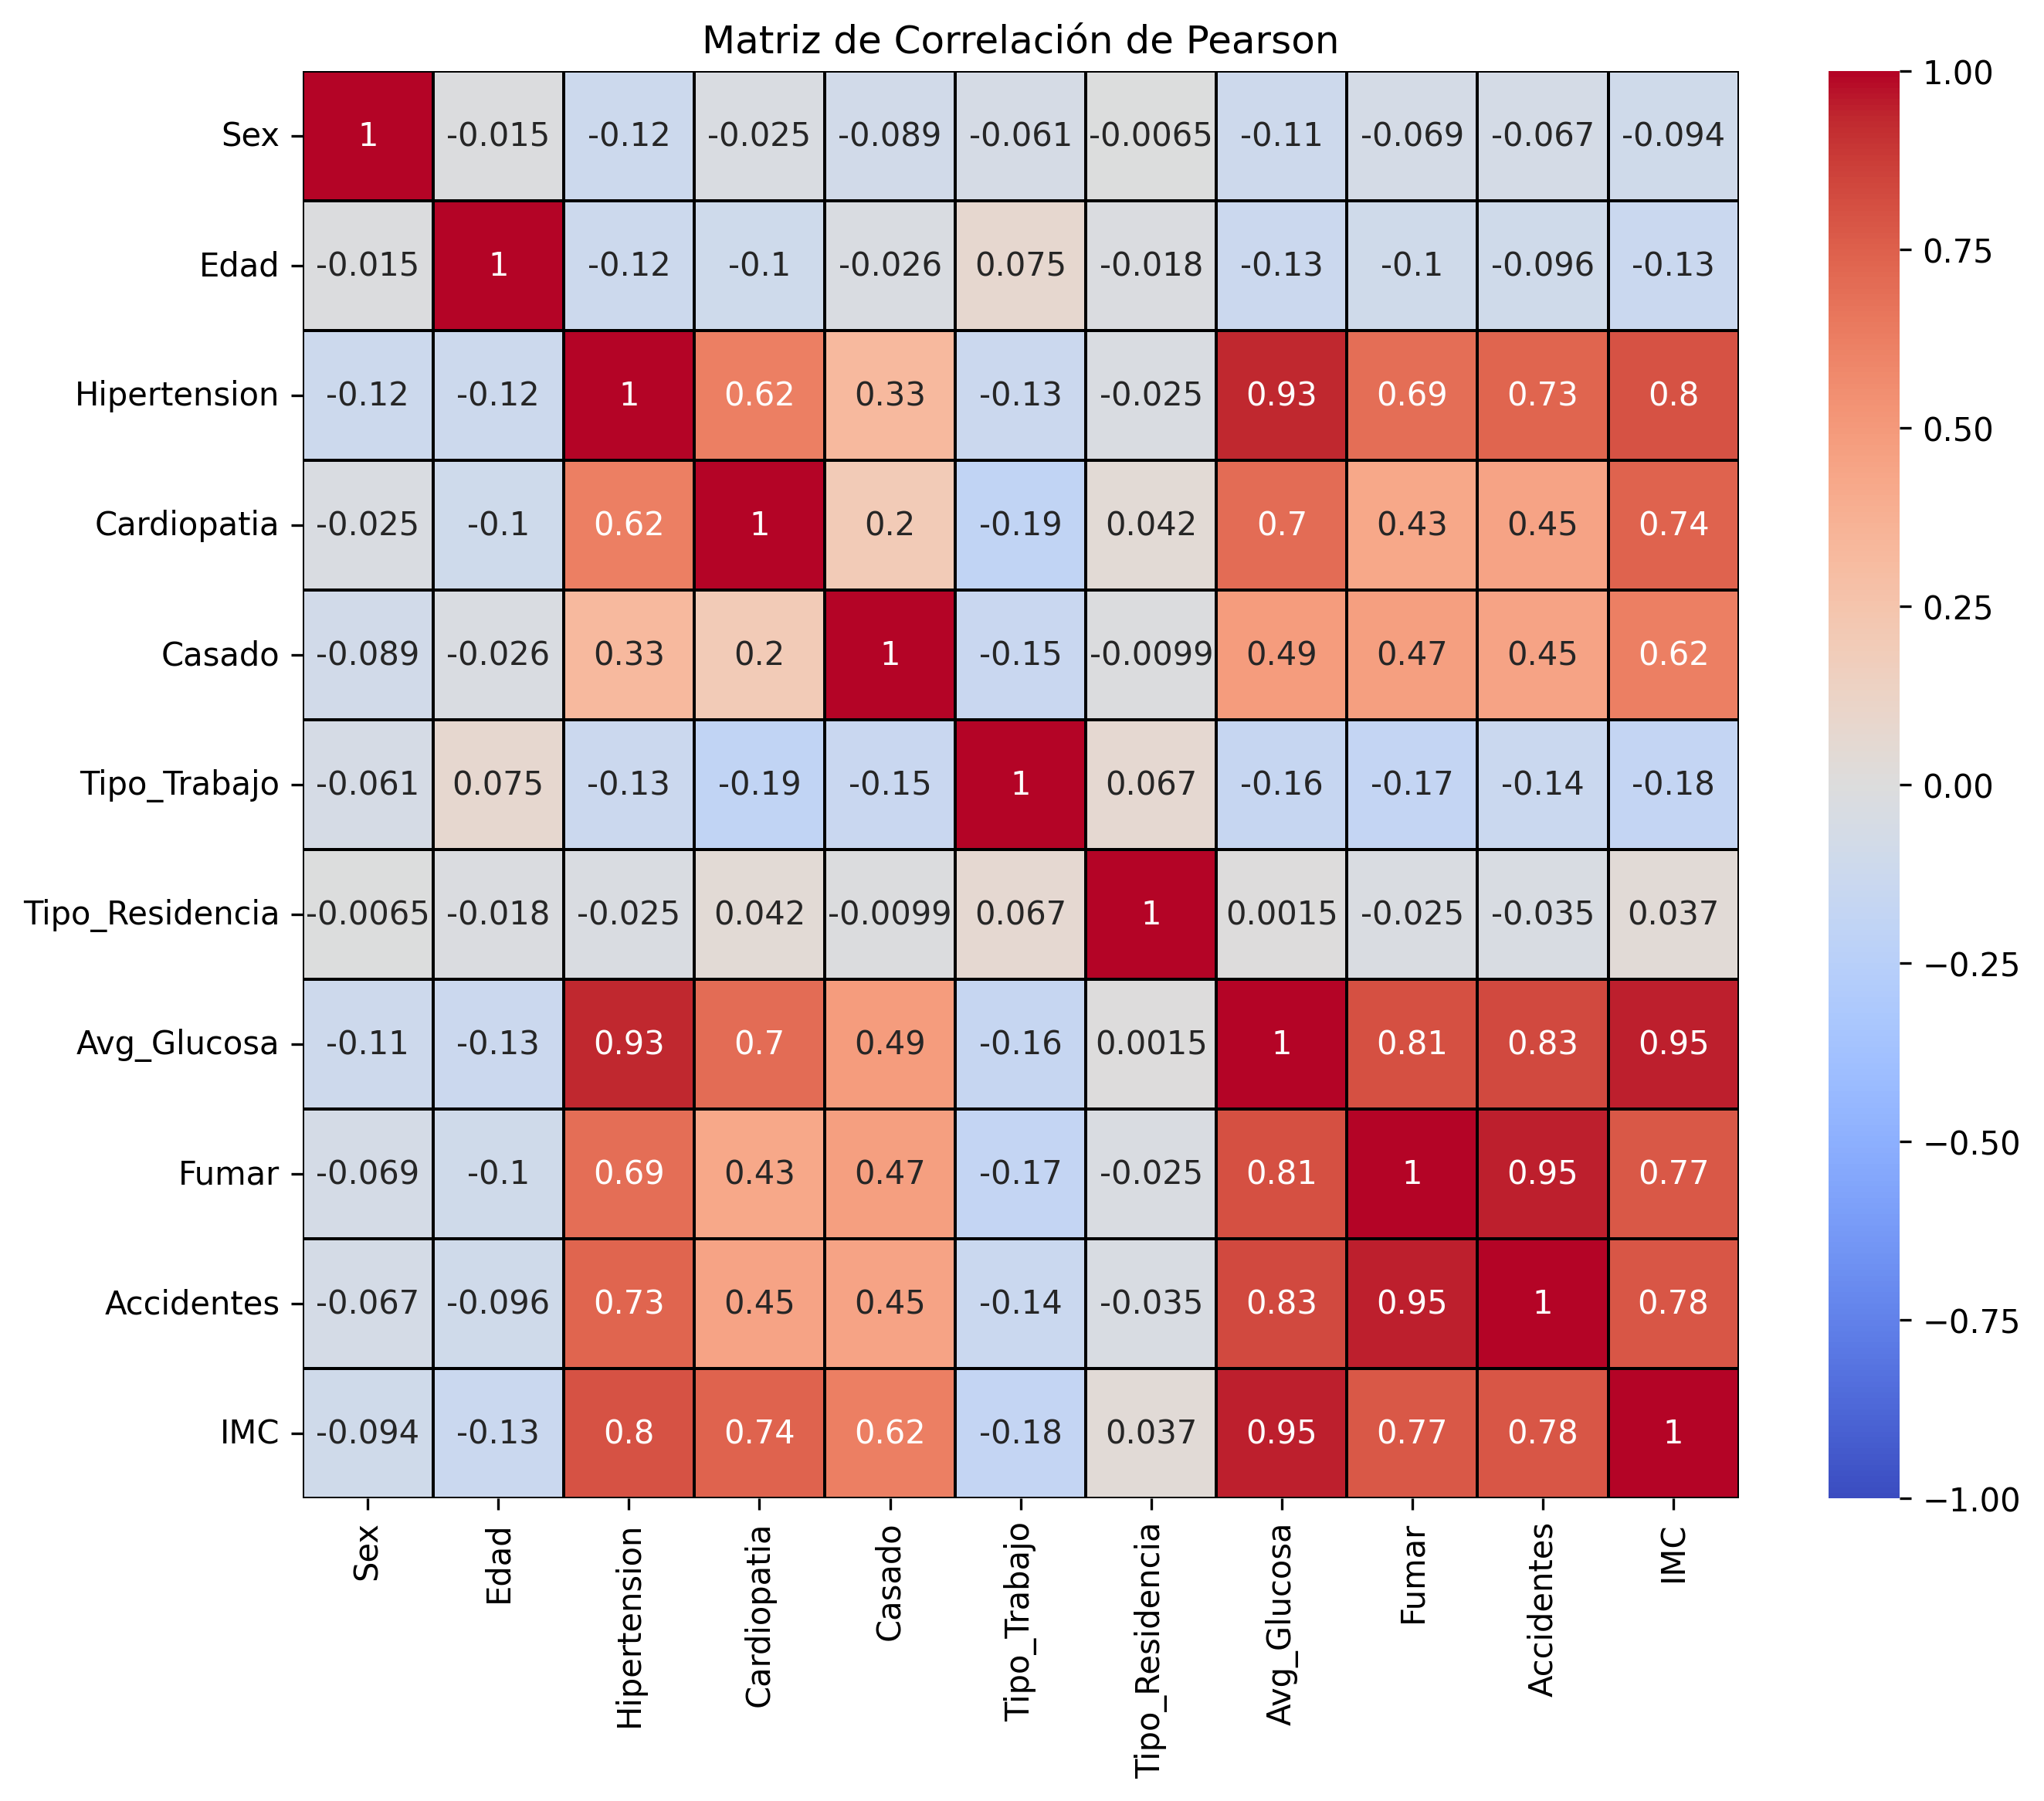 Matriz de Correlación de Pearson
Sex 1 -0.015 -0.12 -0.025 -0.089 -0.061 -0.0065 -0.11 -0.069 -0.067 -0.094
Edad -0.015 1 -0.12 -0.1 -0.026 0.075 -0.018 -0.13 -0.1 -0.096 -0.13
Hipertension -0.12 -0.12 1 0.62 0.33 -0.13 -0.025 0.93 0.69 0.73 0.8
Cardiopatia -0.025 -0.1 0.62 1 0.2 -0.19 0.042 0.7 0.43 0.45 0.74
Casado -0.089 -0.026 0.33 0.2 1 -0.15 -0.0099 0.49 0.47 0.45 0.62
Tipo_Trabajo -0.061 0.075 -0.13 -0.19 -0.15 1 0.067 -0.16 -0.17 -0.14 -0.18
Tipo_Residencia -0.0065 -0.018 -0.025 0.042 -0.0099 0.067 1 0.0015 -0.025 -0.035 0.037
Avg_Glucosa -0.11 -0.13 0.93 0.7 0.49 -0.16 0.0015 1 0.81 0.83 0.95
Fumar -0.069 -0.1 0.69 0.43 0.47 -0.17 -0.025 0.81 1 0.95 0.77
Accidentes -0.067 -0.096 0.73 0.45 0.45 -0.14 -0.035 0.83 0.95 1 0.78
IMC -0.094 -0.13 0.8 0.74 0.62 -0.18 0.037 0.95 0.77 0.78 1
Sex Edad Hipertension Cardiopatia Casado Tipo_Trabajo Tipo_Residencia Avg_Glucosa Fumar Accidentes IMC
1.00
0.75
0.50
0.25
0.00
−0.25
−0.50
−0.75
−1.00